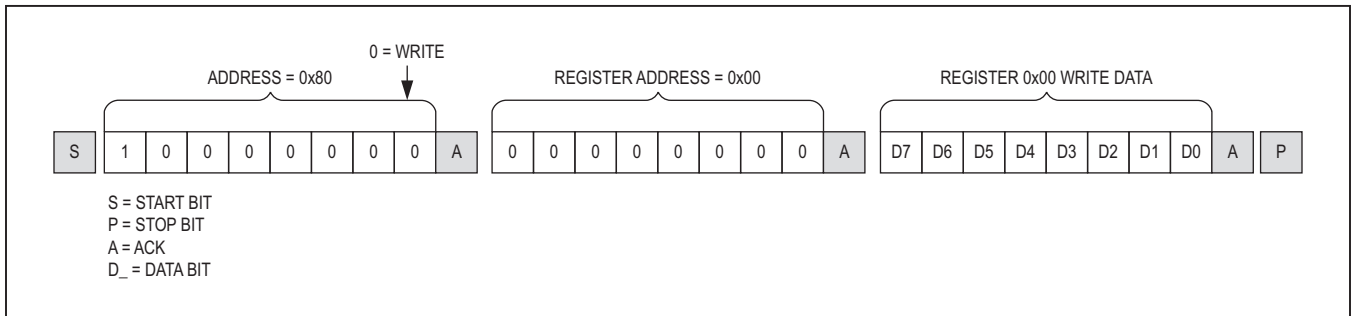 0 = WRITE
ADDRESS = 0x80 REGISTER ADDRESS = 0x00 REGISTER 0x00 WRITE DATA
S 1 0 0 0 0 0 0 0 A 0 0 0 0 0 0 0 0 A D7 D6 D5 D4 D3 D2 D1 D0 A P
S = START BIT
P = STOP BIT
A = ACK
D_ = DATA BIT